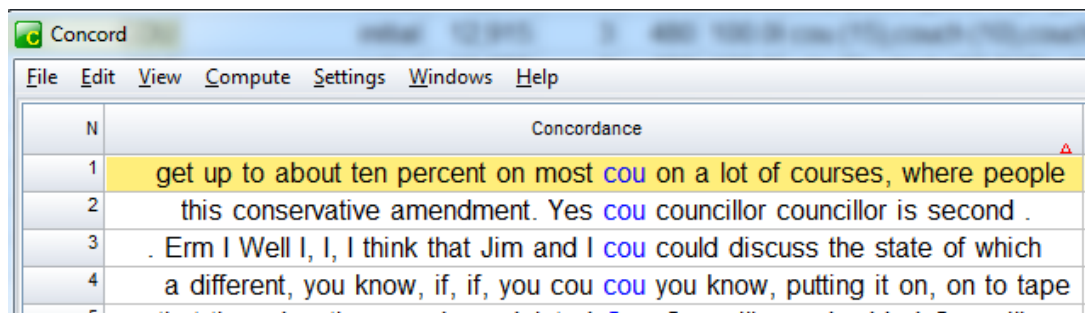 Concord
File Edit View Compute Settings Windows Help
N Concordance
1 get up to about ten percent on most cou on a lot of courses, where people
2 this conservative amendment. Yes cou councillor councillor is second .
3 . Erm I Well I, I, I think that Jim and I cou could discuss the state of which
4 a different, you know, if, if, you cou cou you know, putting it on, on to tape